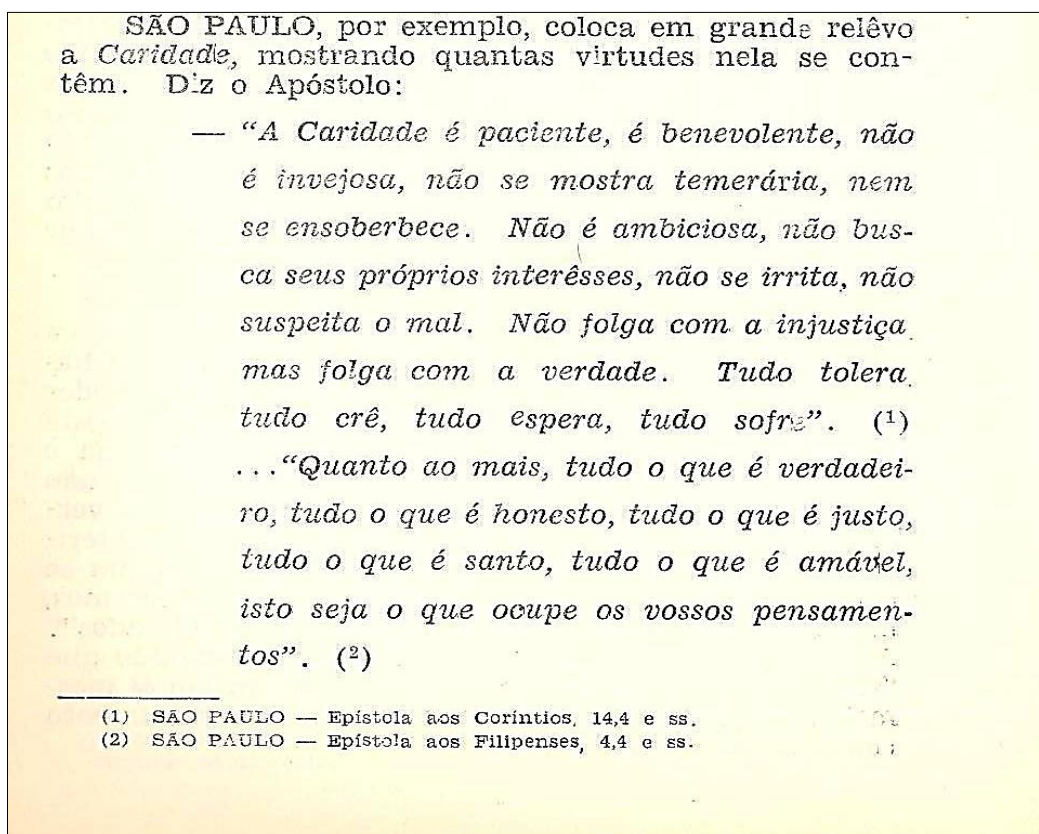 SÃO PAULO, por exemplo, coloca em grande relêvo
a Caridade, mostrando quantas virtudes nela se con-
têm. Diz o Apóstolo:
— “A Caridade é paciente, é benevolente, não
é invejosa, não se mostra temerária, nem
se ensoberbece. Não é ambiciosa, não bus-
ca seus próprios interêsses, não se irrita, não
suspeita o mal. Não folga com a injustiça
mas folga com a verdade. Tudo tolera
tudo crê, tudo espera, tudo sofre”. (1)
...“Quanto ao mais, tudo o que é verdadei-
ro, tudo o que é honesto, tudo o que é justo,
tudo o que é santo, tudo o que é amável,
isto seja o que ocupe os vossos pensamen-
tos”. (2)
(1) SÃO PAULO — Epístola aos Coríntios, 14,4 e ss.
(2) SÃO PAULO — Epístola aos Filipenses, 4,4 e ss.